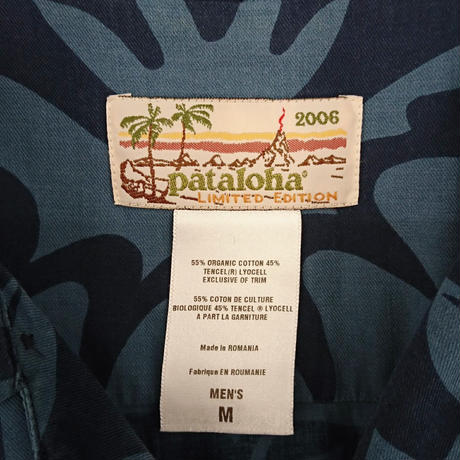 2006
pataloha®
LIMITED EDITION
55% ORGANIC COTTON 45%
TENCEL(R) LYOCELL
EXCLUSIVE OF TRIM
55% COTON DE CULTURE
BIOLOGIQUE 45% TENCEL ® LYOCELL
A PART LA GARNITURE
Made in ROMANIA
Fabrique EN ROUMANIE
MEN'S
M